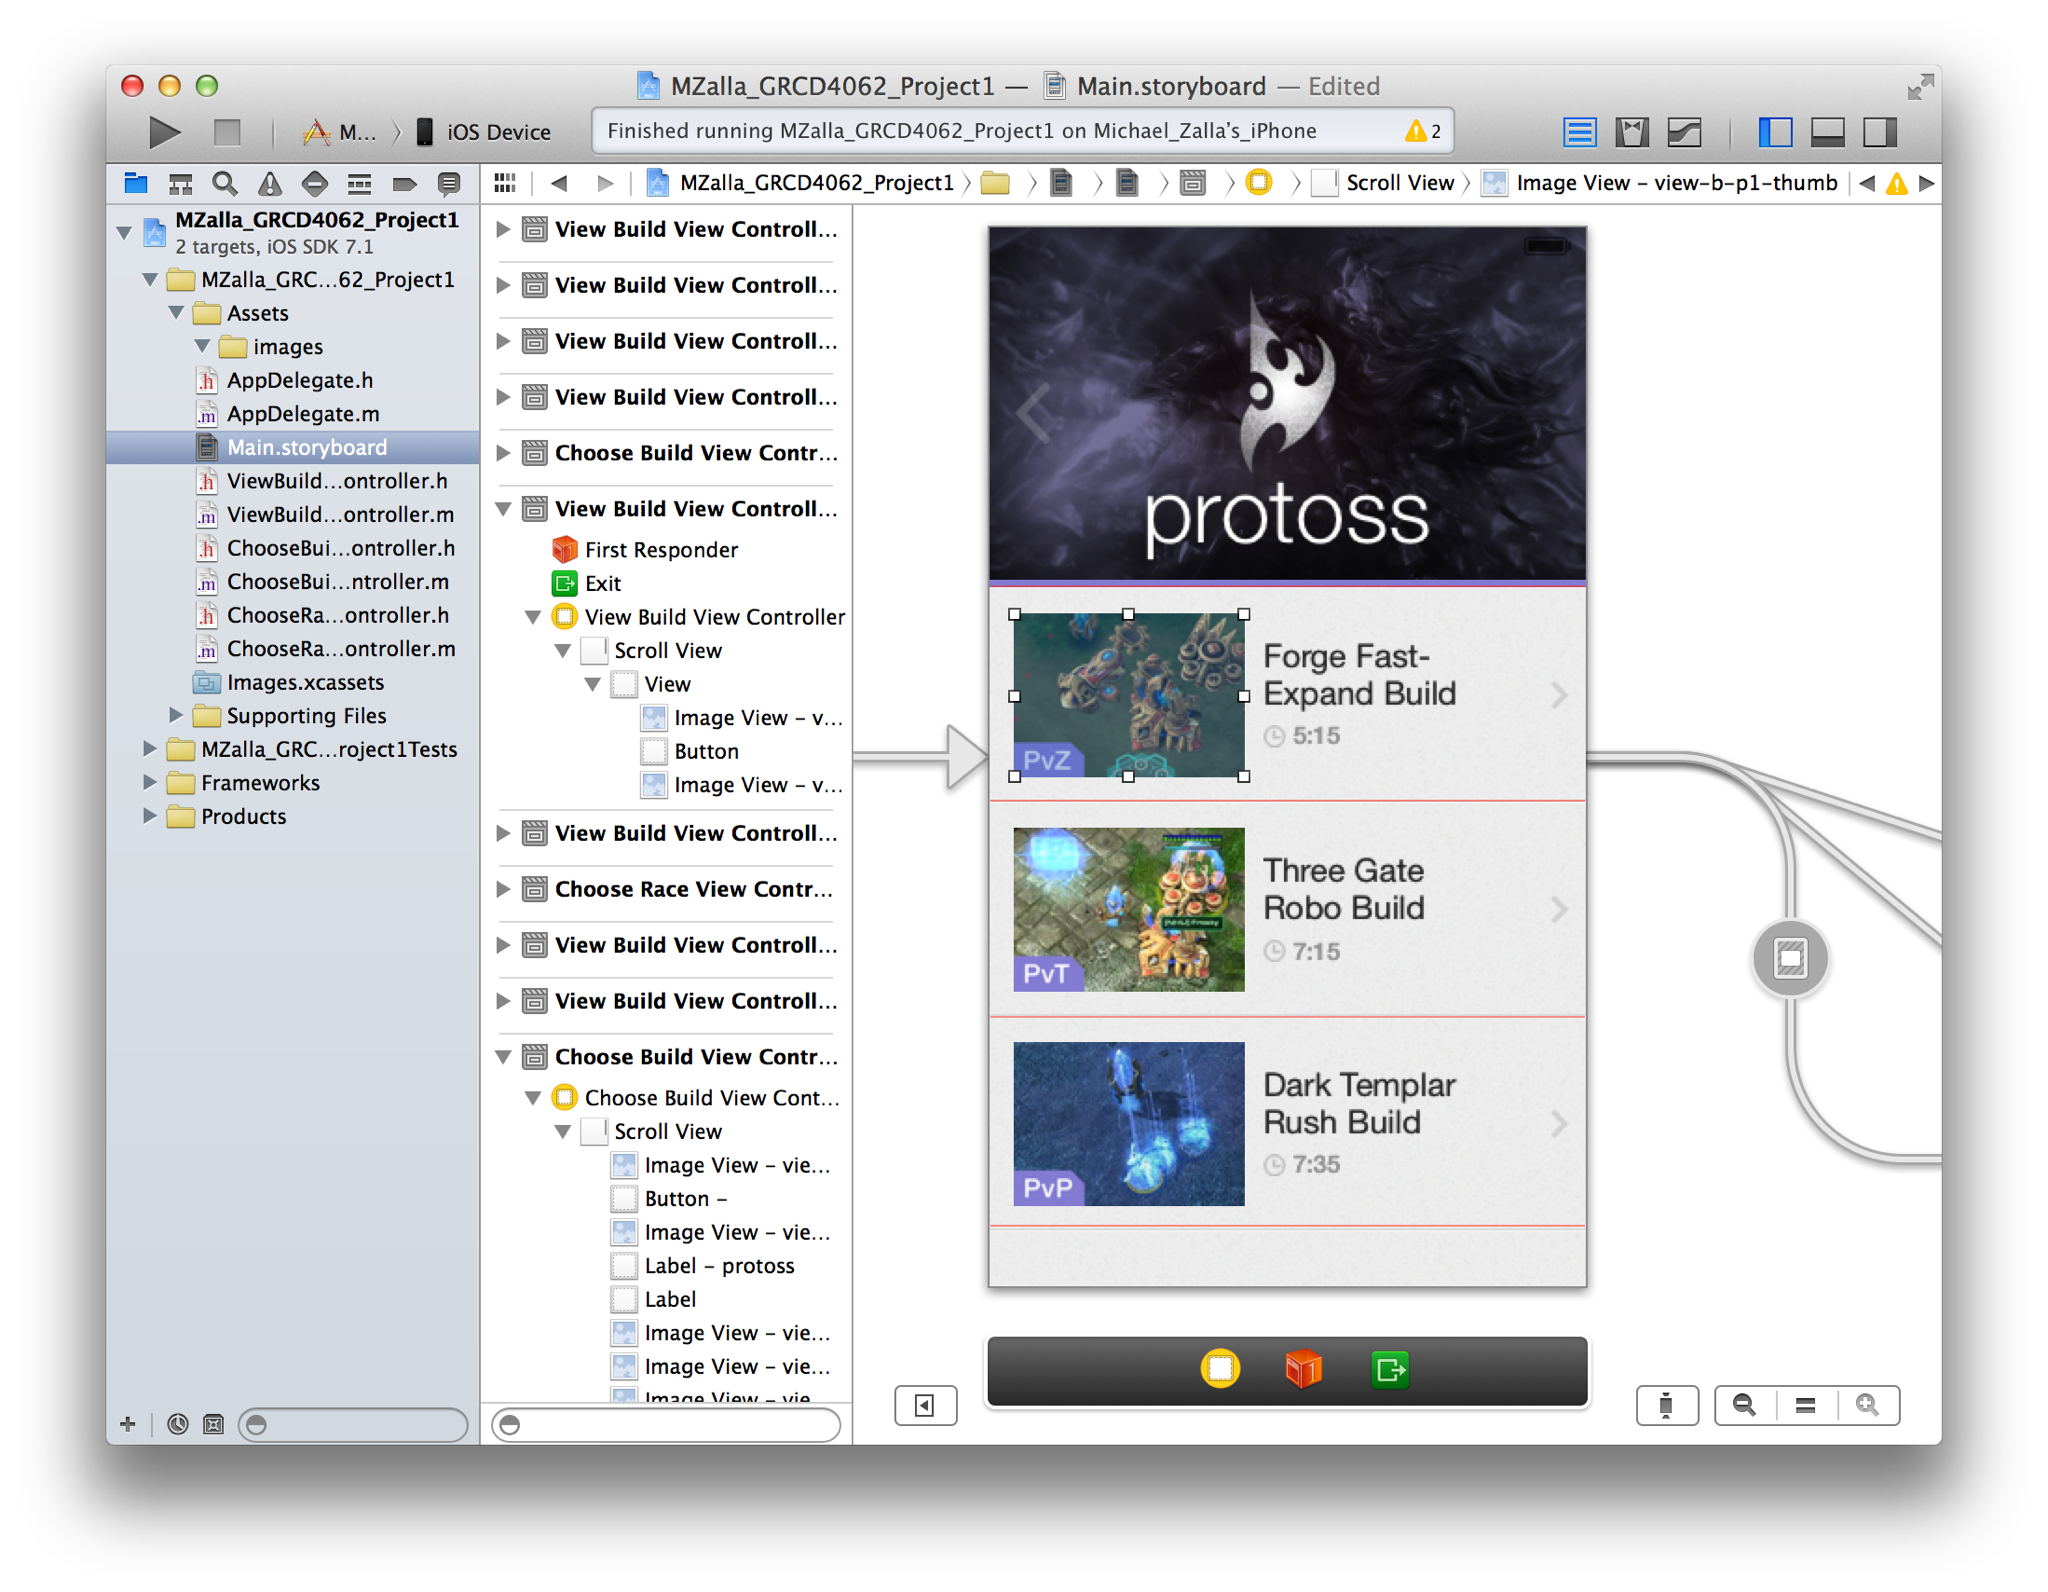 MZalla_GRCD4062_Project1 — Main.storyboard — Edited
M... iOS Device
Finished running MZalla_GRCD4062_Project1 on Michael_Zalla's_iPhone 2
MZalla_GRCD4062_Project1 Scroll View Image View – view-b-p1-thumb
MZalla_GRCD4062_Project1
2 targets, iOS SDK 7.1
MZalla_GRC...62_Project1
Assets
images
AppDelegate.h
AppDelegate.m
Main.storyboard
ViewBuild...ontroller.h
ViewBuild...ontroller.m
ChooseBui...ontroller.h
ChooseBui...ntroller.m
ChooseRa...ontroller.h
ChooseRa...ontroller.m
Images.xcassets
Supporting Files
MZalla_GRC...roject1Tests
Frameworks
Products
View Build View Controll...
View Build View Controll...
View Build View Controll...
View Build View Controll...
Choose Build View Contr...
View Build View Controll...
First Responder
Exit
View Build View Controller
Scroll View
View
Image View – v...
Button
Image View – v...
View Build View Controll...
Choose Race View Contr...
View Build View Controll...
View Build View Controll...
Choose Build View Contr...
Choose Build View Cont...
Scroll View
Image View – vie...
Button –
Image View – vie...
Label – protoss
Label
Image View – vie...
Image View – vie...
Image View – vie...
protoss
Forge Fast-
Expand Build
5:15
PvZ
Three Gate
Robo Build
7:15
PvT
Dark Templar
Rush Build
7:35
PvP